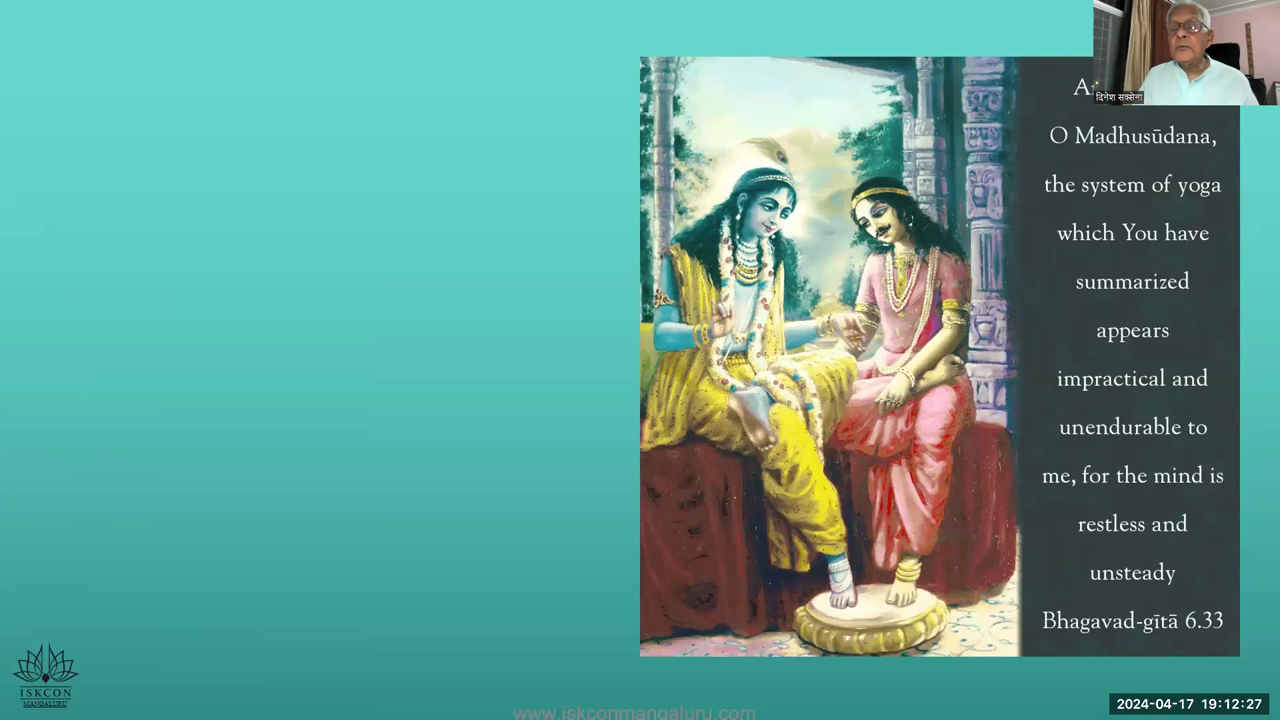 दिनेश सक्सेना
O Madhusūdana,
the system of yoga
which You have
summarized
appears
impractical and
unendurable to
me, for the mind is
restless and
unsteady
Bhagavad-gītā 6.33
ISKCON
MANGALURU
www.iskconmangaluru.com
2024-04-17 19:12:27